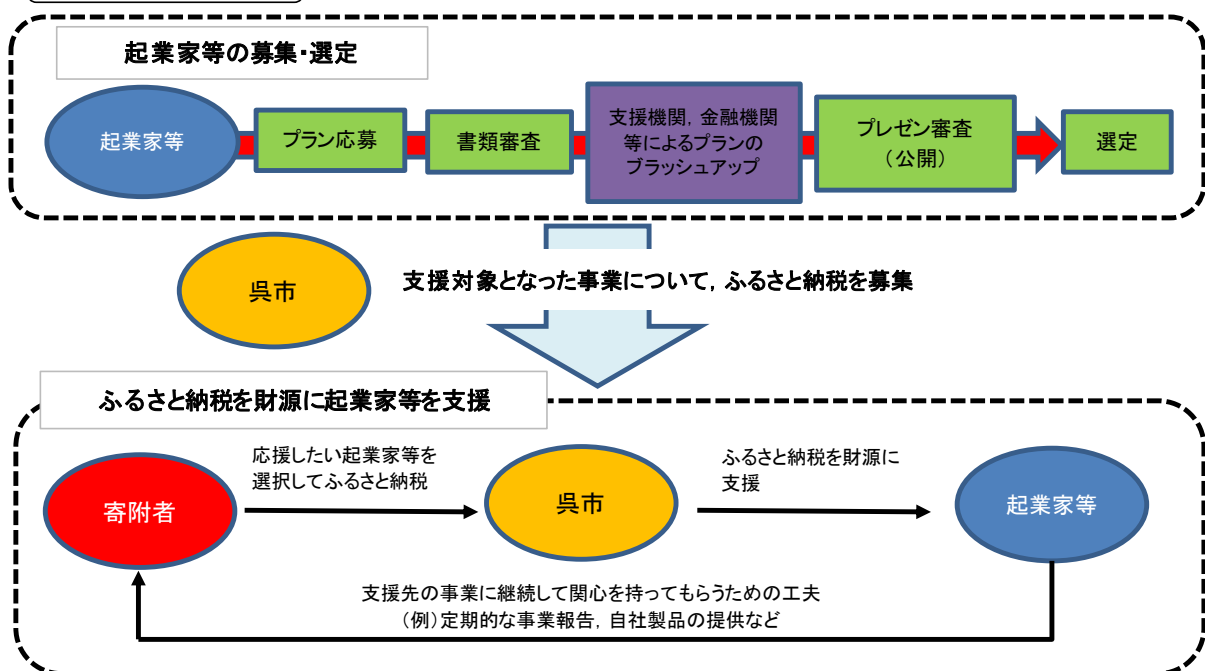 起業家等の募集・選定
起業家等
プラン応募
書類審査
支援機関，金融機関
等によるプランの
ブラッシュアップ
プレゼン審査
（公開）
選定
呉市
支援対象となった事業について，ふるさと納税を募集
ふるさと納税を財源に起業家等を支援
寄附者
応援したい起業家等を
選択してふるさと納税
呉市
ふるさと納税を財源に
支援
起業家等
支援先の事業に継続して関心を持ってもらうための工夫
（例）定期的な事業報告，自社製品の提供など